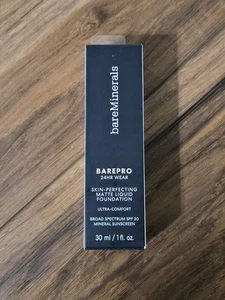 bareMinerals
BAREPRO
24HR WEAR
SKIN-PERFECTING
MATTE LIQUID
FOUNDATION
ULTRA-COMFORT
BROAD SPECTRUM SPF 20
MINERAL SUNSCREEN
30 ml / 1 fl. oz.